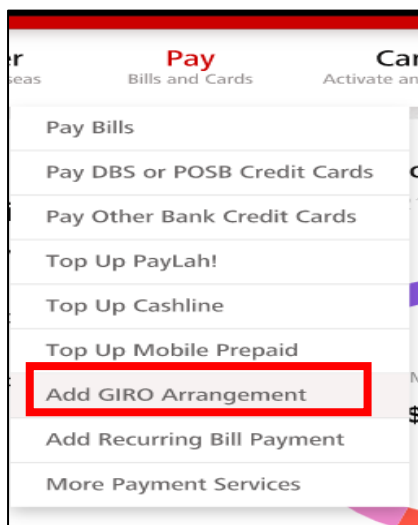 Pay
Bills and Cards
Pay Bills
Pay DBS or POSB Credit Cards
Pay Other Bank Credit Cards
Top Up PayLah!
Top Up Cashline
Top Up Mobile Prepaid
Add GIRO Arrangement
$
Add Recurring Bill Payment
More Payment Services